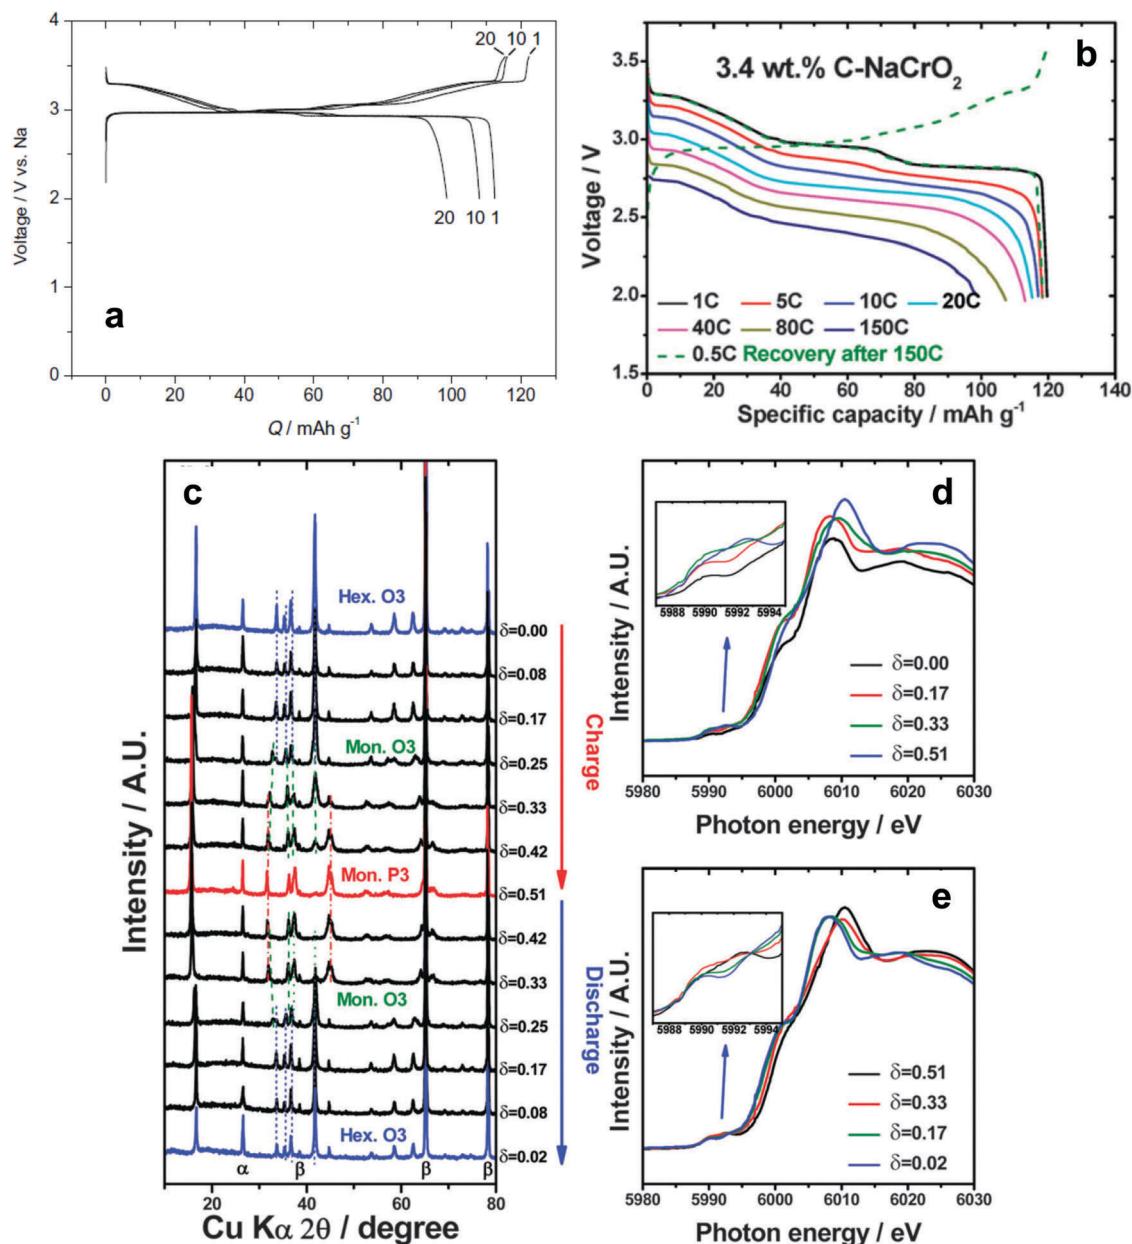 4
3
2
1
0
Voltage / V vs. Na
20 10 1
20 10 1
a
0 20 40 60 80 100 120
Q / mAh g⁻¹
3.5
3.0
2.5
2.0
1.5
Voltage / V
3.4 wt.% C-NaCrO₂
b
1C 5C 10C 20C
40C 80C 150C
0.5C Recovery after 150C
0 20 40 60 80 100 120 140
Specific capacity / mAh g⁻¹
c
Intensity / A.U.
Hex. O3
δ=0.00
δ=0.08
δ=0.17
Mon. O3
δ=0.25
δ=0.33
δ=0.42
Mon. P3
δ=0.51
δ=0.42
δ=0.33
Mon. O3
δ=0.25
δ=0.17
δ=0.08
Hex. O3
δ=0.02
α β β β
20 40 60 80
Cu Kα 2θ / degree
Charge
Discharge
d
Intensity / A.U.
5988 5990 5992 5994
δ=0.00
δ=0.17
δ=0.33
δ=0.51
5980 5990 6000 6010 6020 6030
Photon energy / eV
e
Intensity / A.U.
5988 5990 5992 5994
δ=0.51
δ=0.33
δ=0.17
δ=0.02
5980 5990 6000 6010 6020 6030
Photon energy / eV